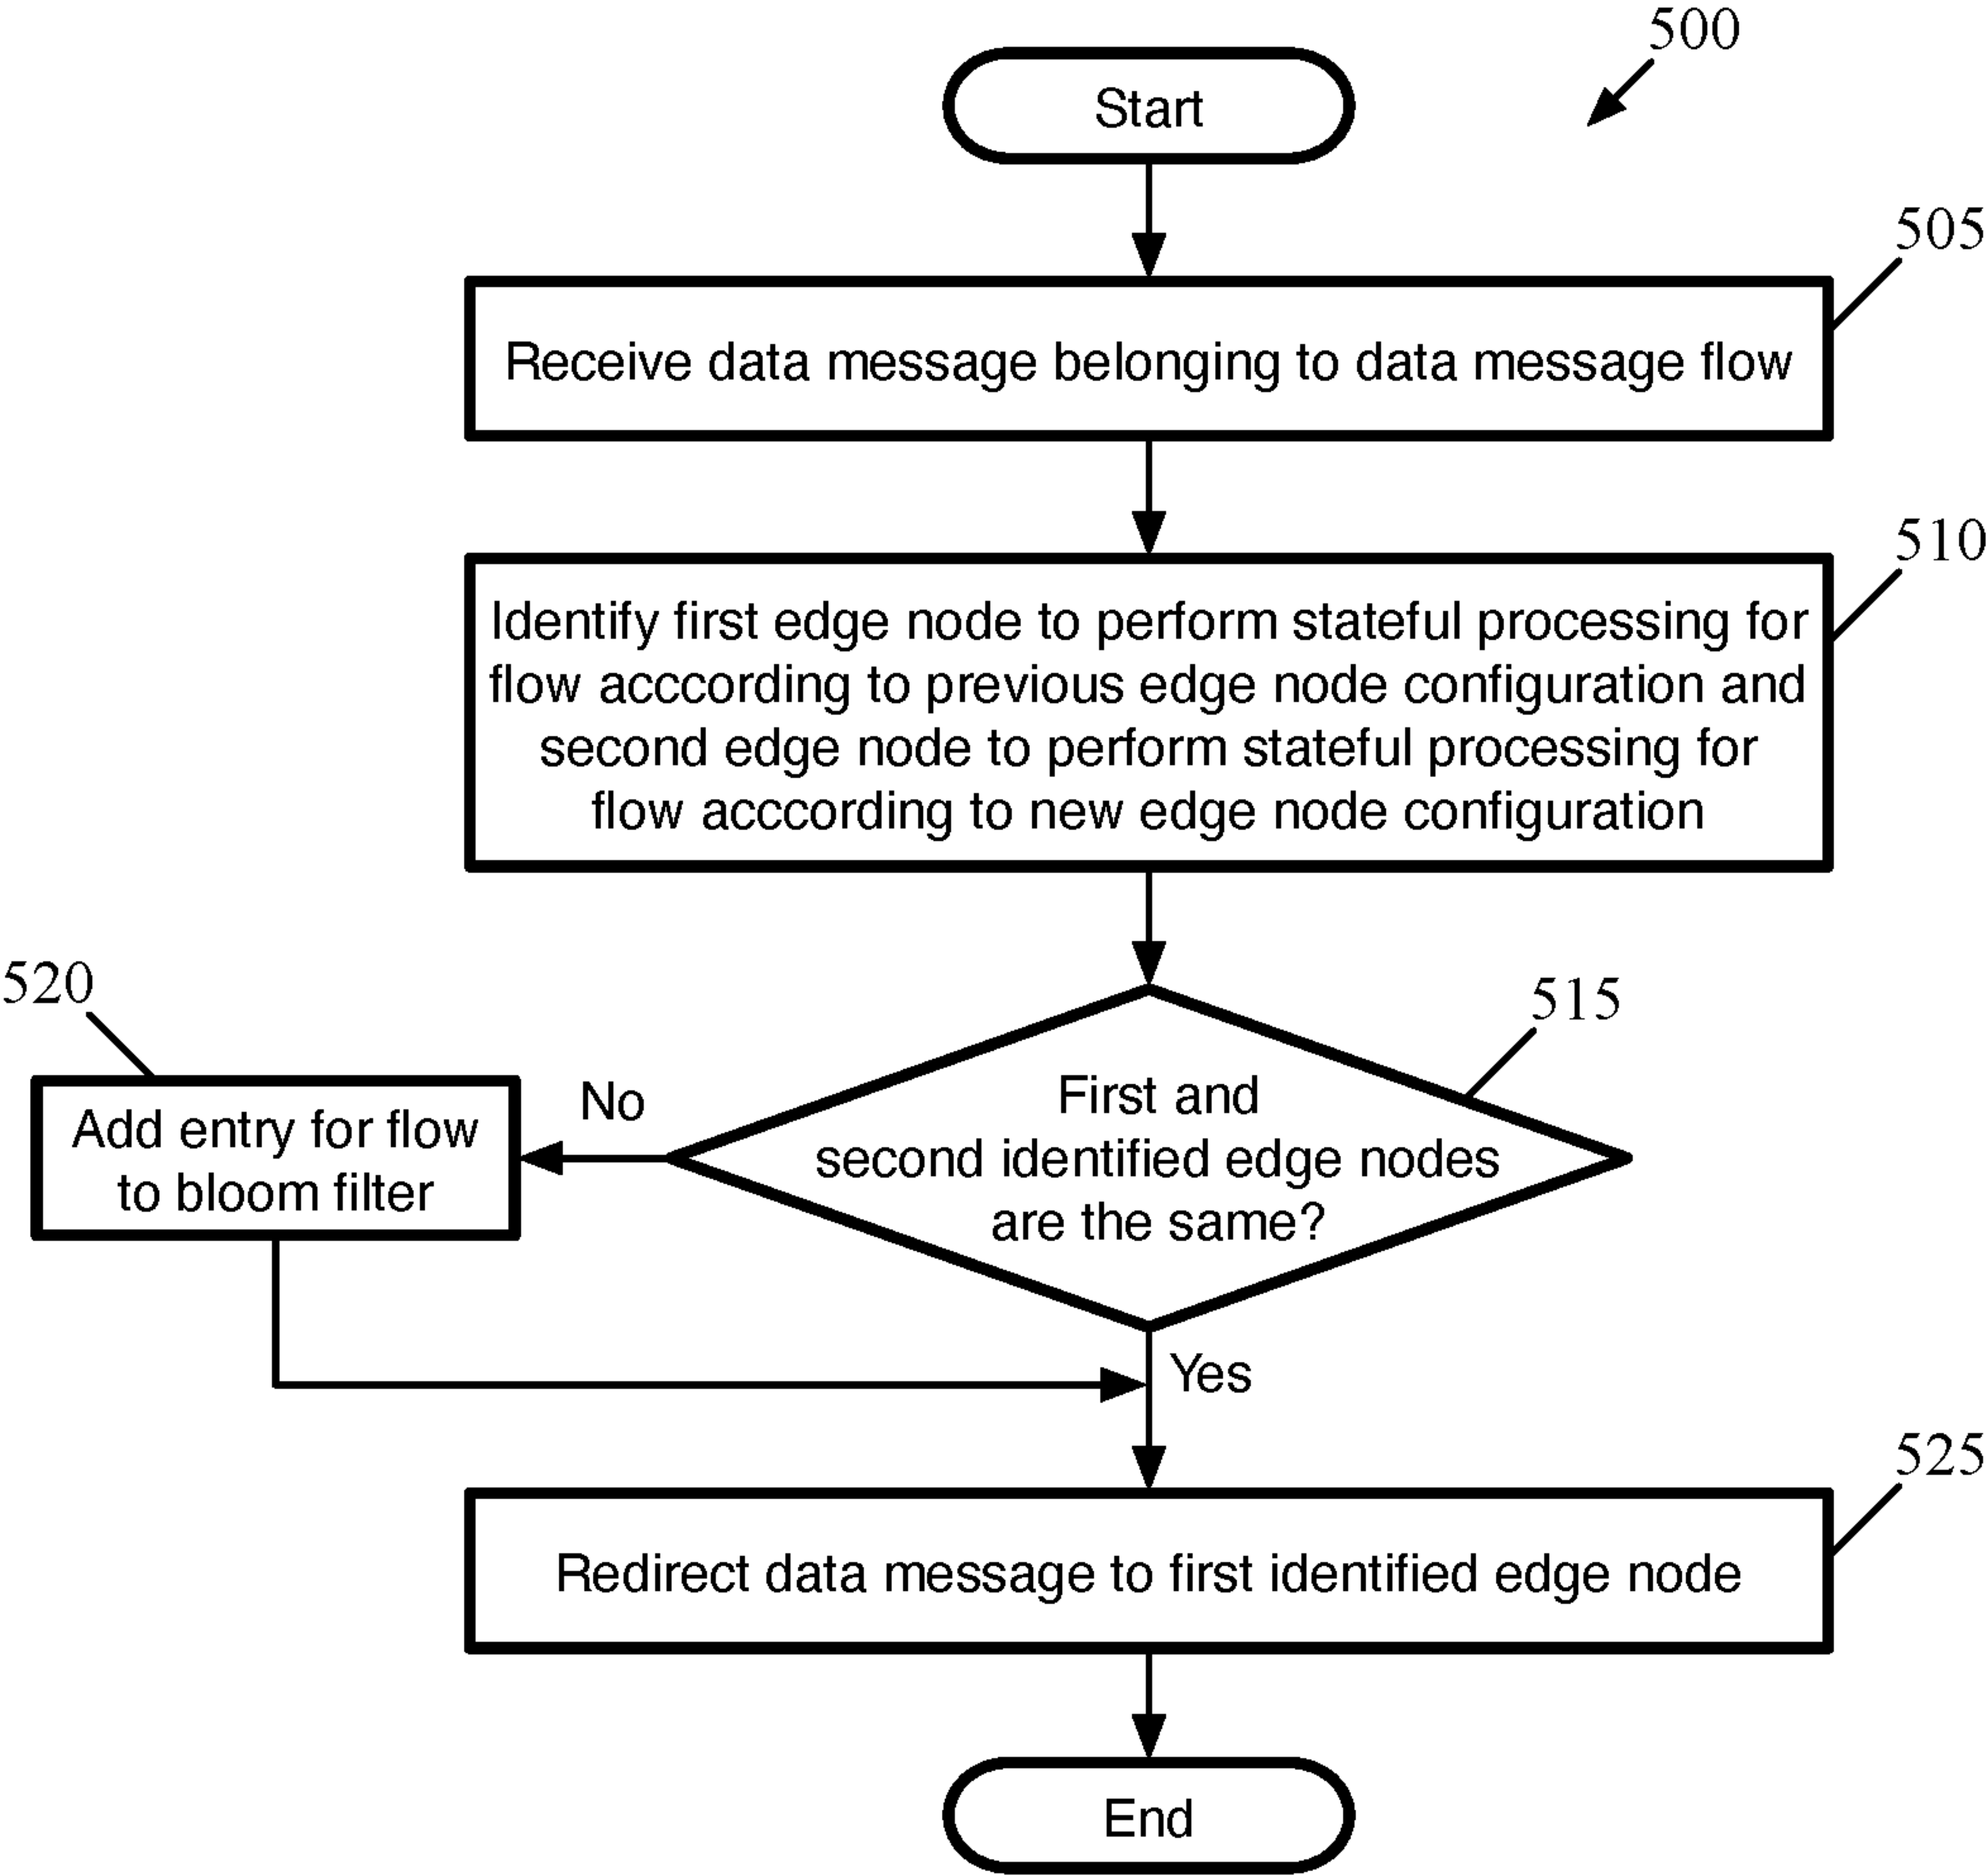 500
Start
505
Receive data message belonging to data message flow
510
Identify first edge node to perform stateful processing for
flow acccording to previous edge node configuration and
second edge node to perform stateful processing for
flow acccording to new edge node configuration
515
First and
second identified edge nodes
are the same?
No
520
Add entry for flow
to bloom filter
Yes
525
Redirect data message to first identified edge node
End